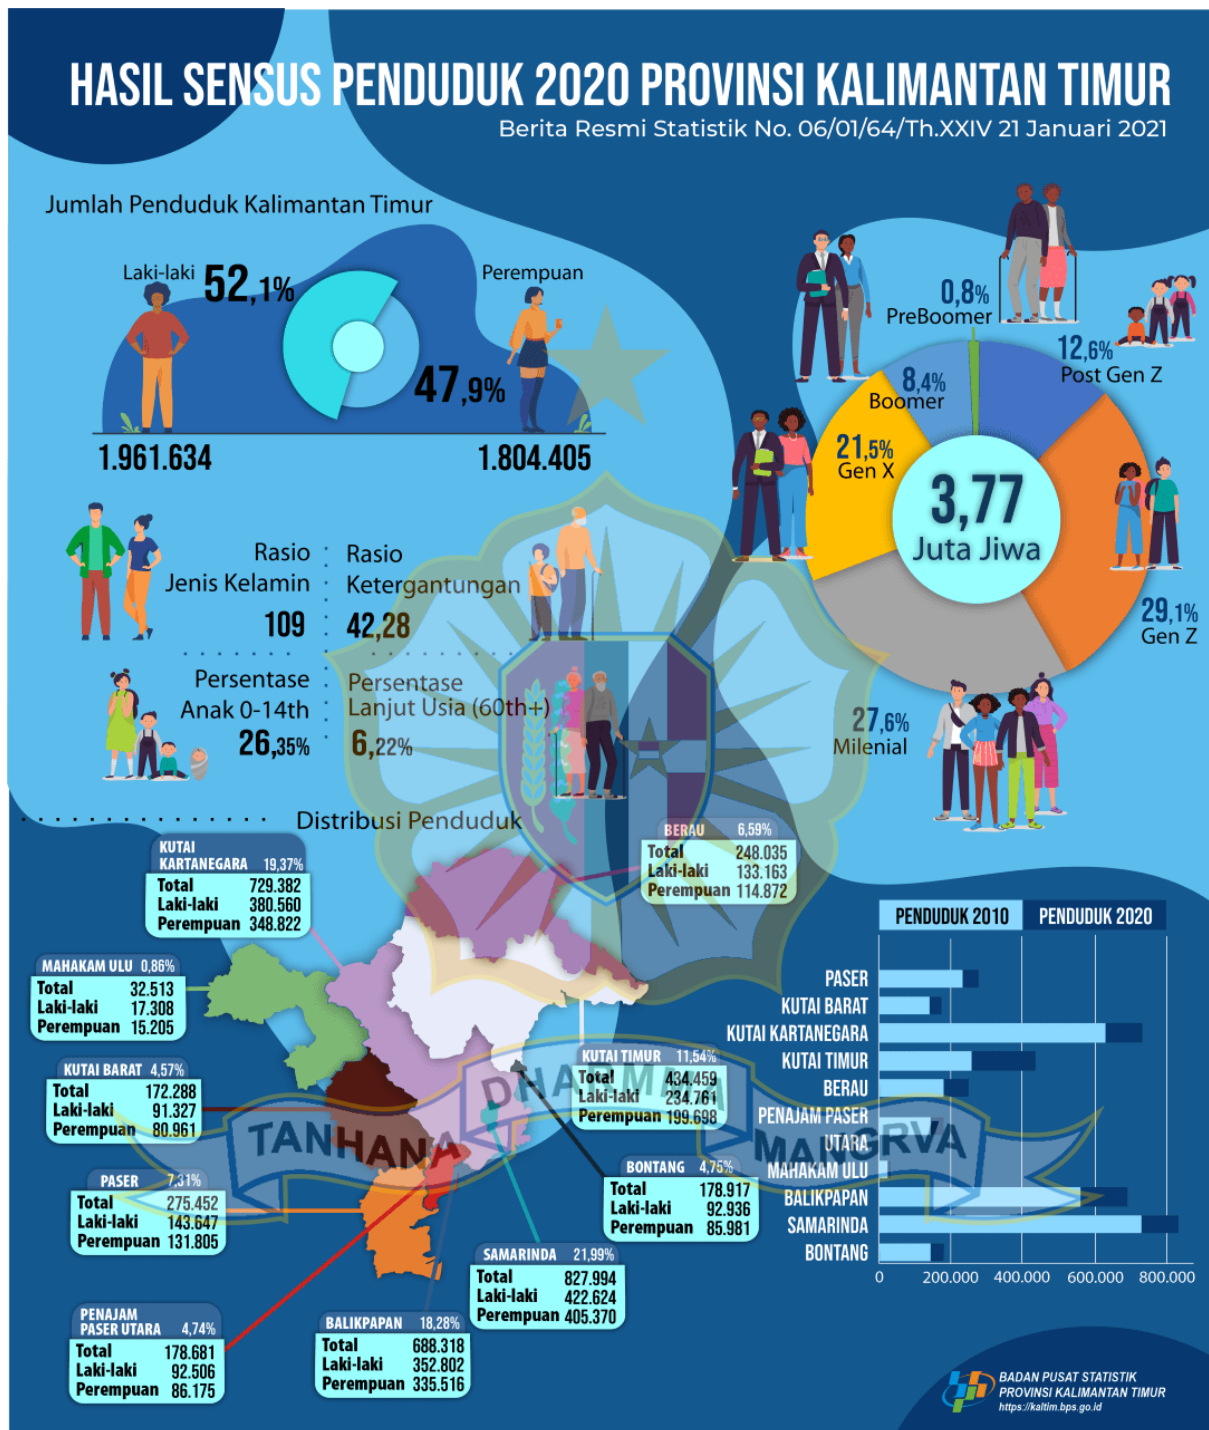 HASIL SENSUS PENDUDUK 2020 PROVINSI KALIMANTAN TIMUR
Berita Resmi Statistik No. 06/01/64/Th.XXIV 21 Januari 2021
Jumlah Penduduk Kalimantan Timur
Laki-laki 52,1%
Perempuan
47,9%
1.961.634
1.804.405
Rasio
Jenis Kelamin
109
Rasio
Ketergantungan
42,28
Persentase
Anak 0-14th
26,35%
Persentase
Lanjut Usia (60th+)
6,22%
0,8%
PreBoomer
12,6%
Post Gen Z
8,4%
Boomer
21,5%
Gen X
3,77
Juta Jiwa
29,1%
Gen Z
27,6%
Milenial
Distribusi Penduduk
KUTAI
KARTANEGARA 19,37%
Total 729.382
Laki-laki 380.560
Perempuan 348.822
BERAU 6,59%
Total 248.035
Laki-laki 133.163
Perempuan 114.872
MAHAKAM ULU 0,86%
Total 32.513
Laki-laki 17.308
Perempuan 15.205
KUTAI BARAT 4,57%
Total 172.288
Laki-laki 91.327
Perempuan 80.961
KUTAI TIMUR 11,54%
Total 434.459
Laki-laki 234.761
Perempuan 199.698
PASER 7,31%
Total 275.452
Laki-laki 143.647
Perempuan 131.805
BONTANG 4,75%
Total 178.917
Laki-laki 92.936
Perempuan 85.981
SAMARINDA 21,99%
Total 827.994
Laki-laki 422.624
Perempuan 405.370
PENAJAM
PASER UTARA 4,74%
Total 178.681
Laki-laki 92.506
Perempuan 86.175
BALIKPAPAN 18,28%
Total 688.318
Laki-laki 352.802
Perempuan 335.516
TANHANA DHARMMA MANGRVA
PENDUDUK 2010 PENDUDUK 2020
PASER
KUTAI BARAT
KUTAI KARTANEGARA
KUTAI TIMUR
BERAU
PENAJAM PASER
UTARA
MAHAKAM ULU
BALIKPAPAN
SAMARINDA
BONTANG
0 200.000 400.000 600.000 800.000
BADAN PUSAT STATISTIK
PROVINSI KALIMANTAN TIMUR
https://kaltim.bps.go.id